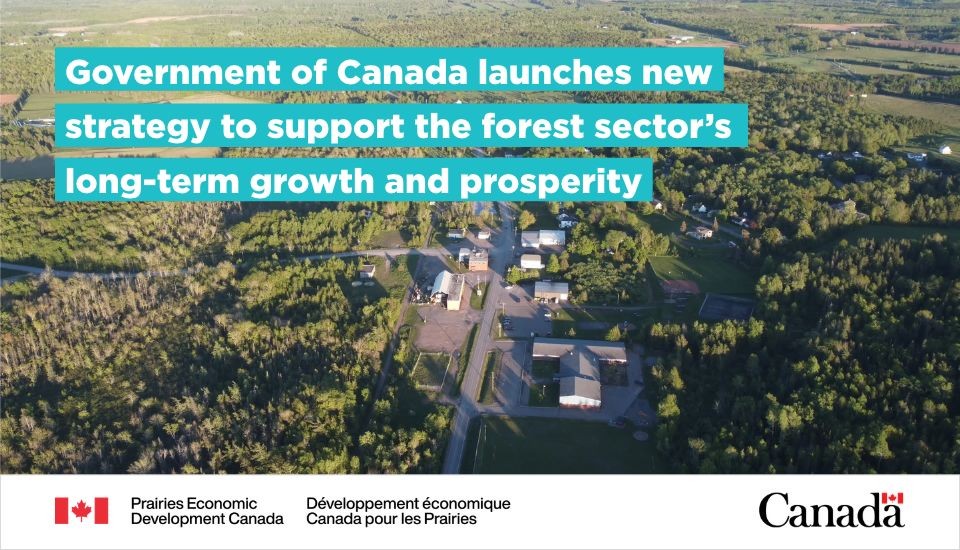 Government of Canada launches new
strategy to support the forest sector’s
long-term growth and prosperity
Prairies Economic
Development Canada
Développement économique
Canada pour les Prairies
Canada